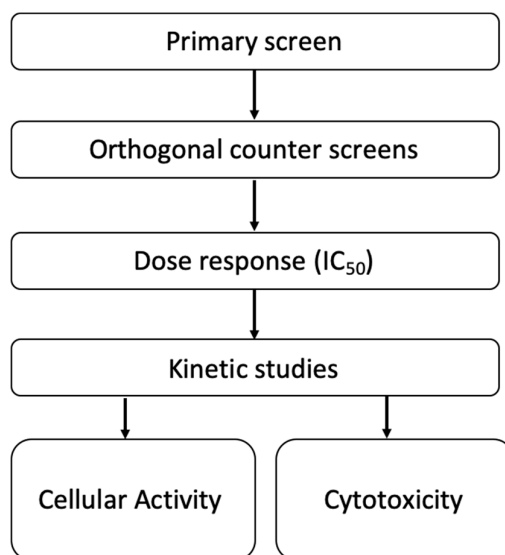 Primary screen
Orthogonal counter screens
Dose response (IC₅₀)
Kinetic studies
Cellular Activity
Cytotoxicity